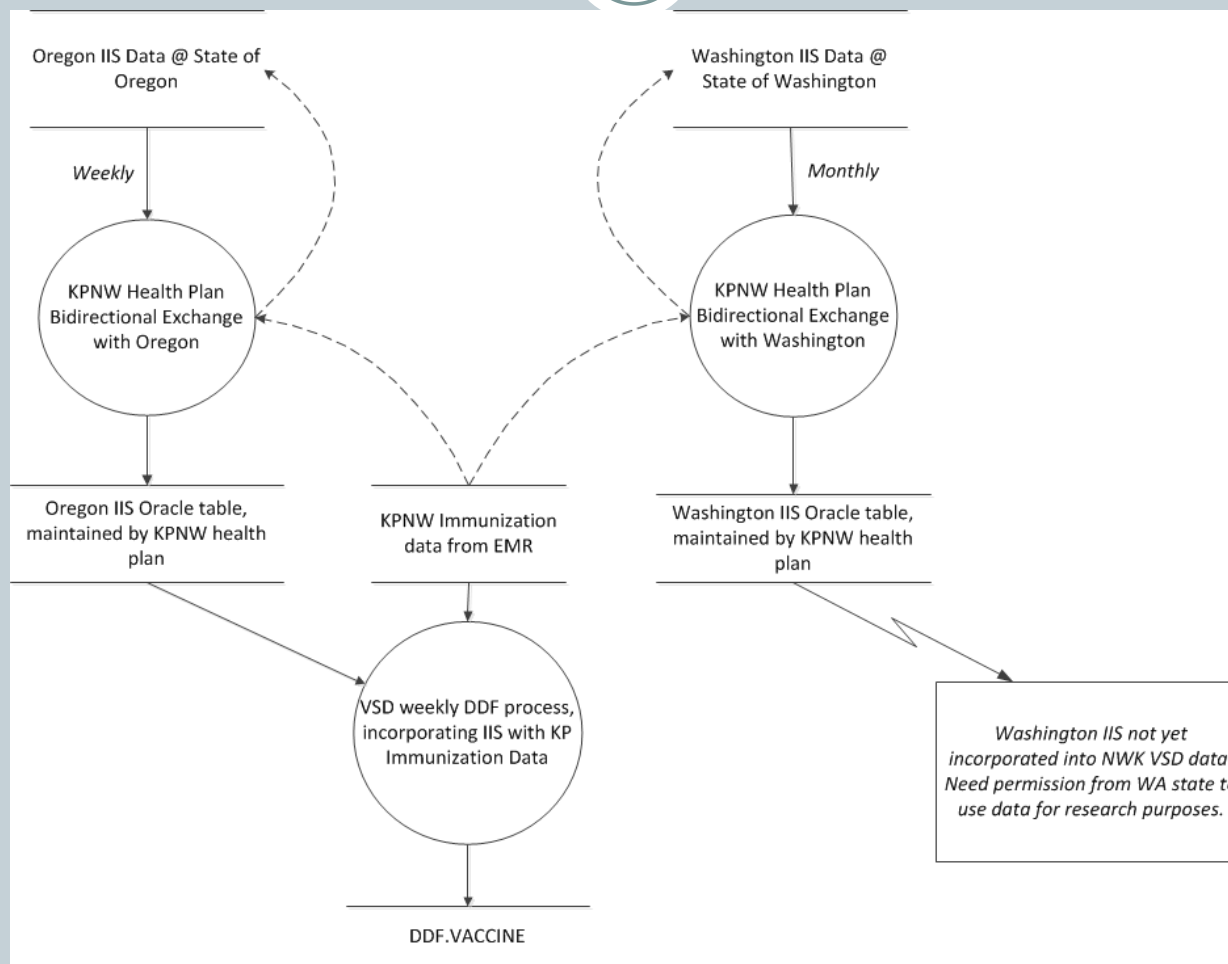 Oregon IIS Data @ State of
Oregon
Washington IIS Data @
State of Washington
Weekly
Monthly
KPNW Health Plan
Bidirectional Exchange
with Oregon
KPNW Health Plan
Bidirectional Exchange
with Washington
Oregon IIS Oracle table,
maintained by KPNW health
plan
KPNW Immunization
data from EMR
Washington IIS Oracle table,
maintained by KPNW health
plan
VSD weekly DDF process,
incorporating IIS with KP
Immunization Data
Washington IIS not yet
incorporated into NWK VSD data
Need permission from WA state
use data for research purposes.
DDF.VACCINE